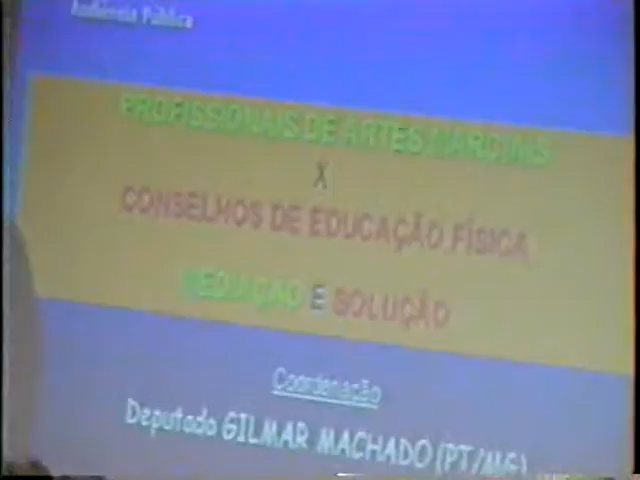 Audiência Pública
PROFISSIONAIS DE ARTES MARCIAIS
X
CONSELHOS DE EDUCAÇÃO FÍSICA
MEDIAÇÃO E SOLUÇÃO
Coordenação
Deputado GILMAR MACHADO (PT/MG)